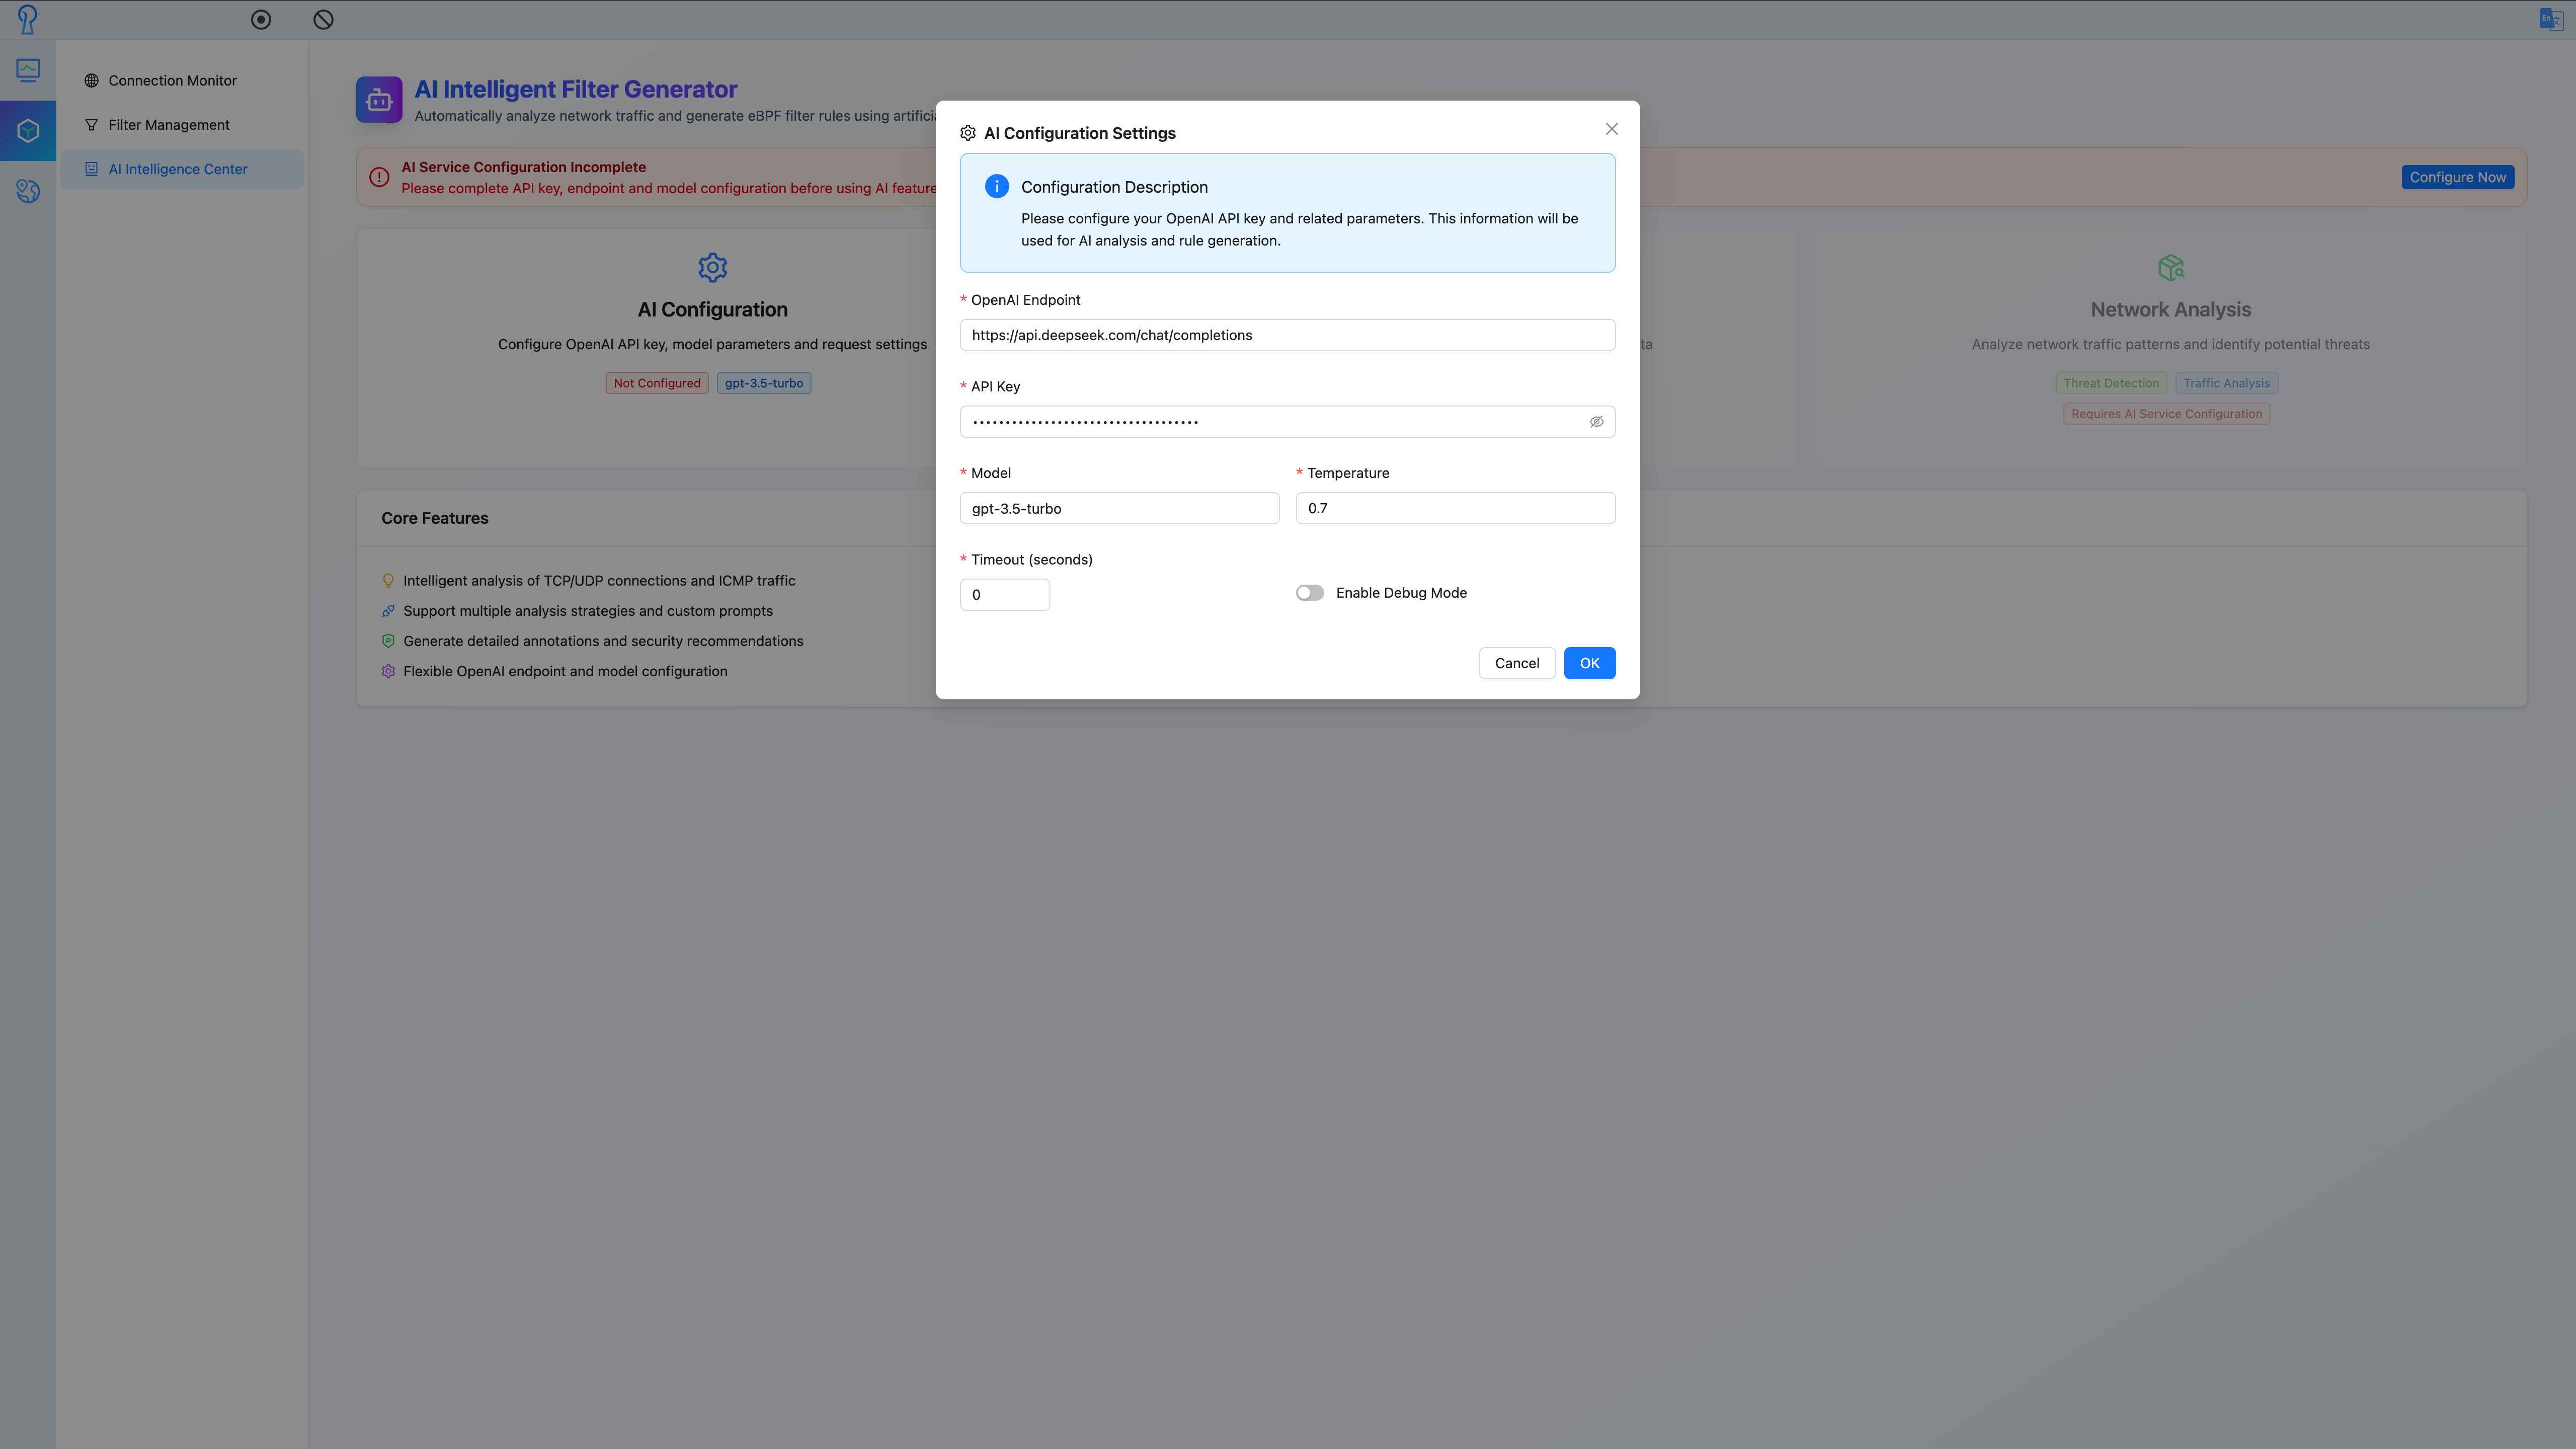 En
Connection Monitor
Filter Management
AI Intelligence Center
AI Intelligent Filter Generator
Automatically analyze network traffic and generate eBPF filter rules using
AI Service Configuration Incomplete
Please complete API key, endpoint and model configuration before using AI
Configure Now
AI Configuration
Configure OpenAI API key, model parameters and request settings
Not Configured
gpt-3.5-turbo
Network Analysis
Analyze network traffic patterns and identify potential threats
Threat Detection
Traffic Analysis
Requires AI Service Configuration
Core Features
Intelligent analysis of TCP/UDP connections and ICMP traffic
Support multiple analysis strategies and custom prompts
Generate detailed annotations and security recommendations
Flexible OpenAI endpoint and model configuration
AI Configuration Settings
Configuration Description
Please configure your OpenAI API key and related parameters. This information will be
used for AI analysis and rule generation.
* OpenAI Endpoint
https://api.deepseek.com/chat/completions
* API Key
* Model
gpt-3.5-turbo
* Temperature
0.7
* Timeout (seconds)
0
Enable Debug Mode
Cancel
OK